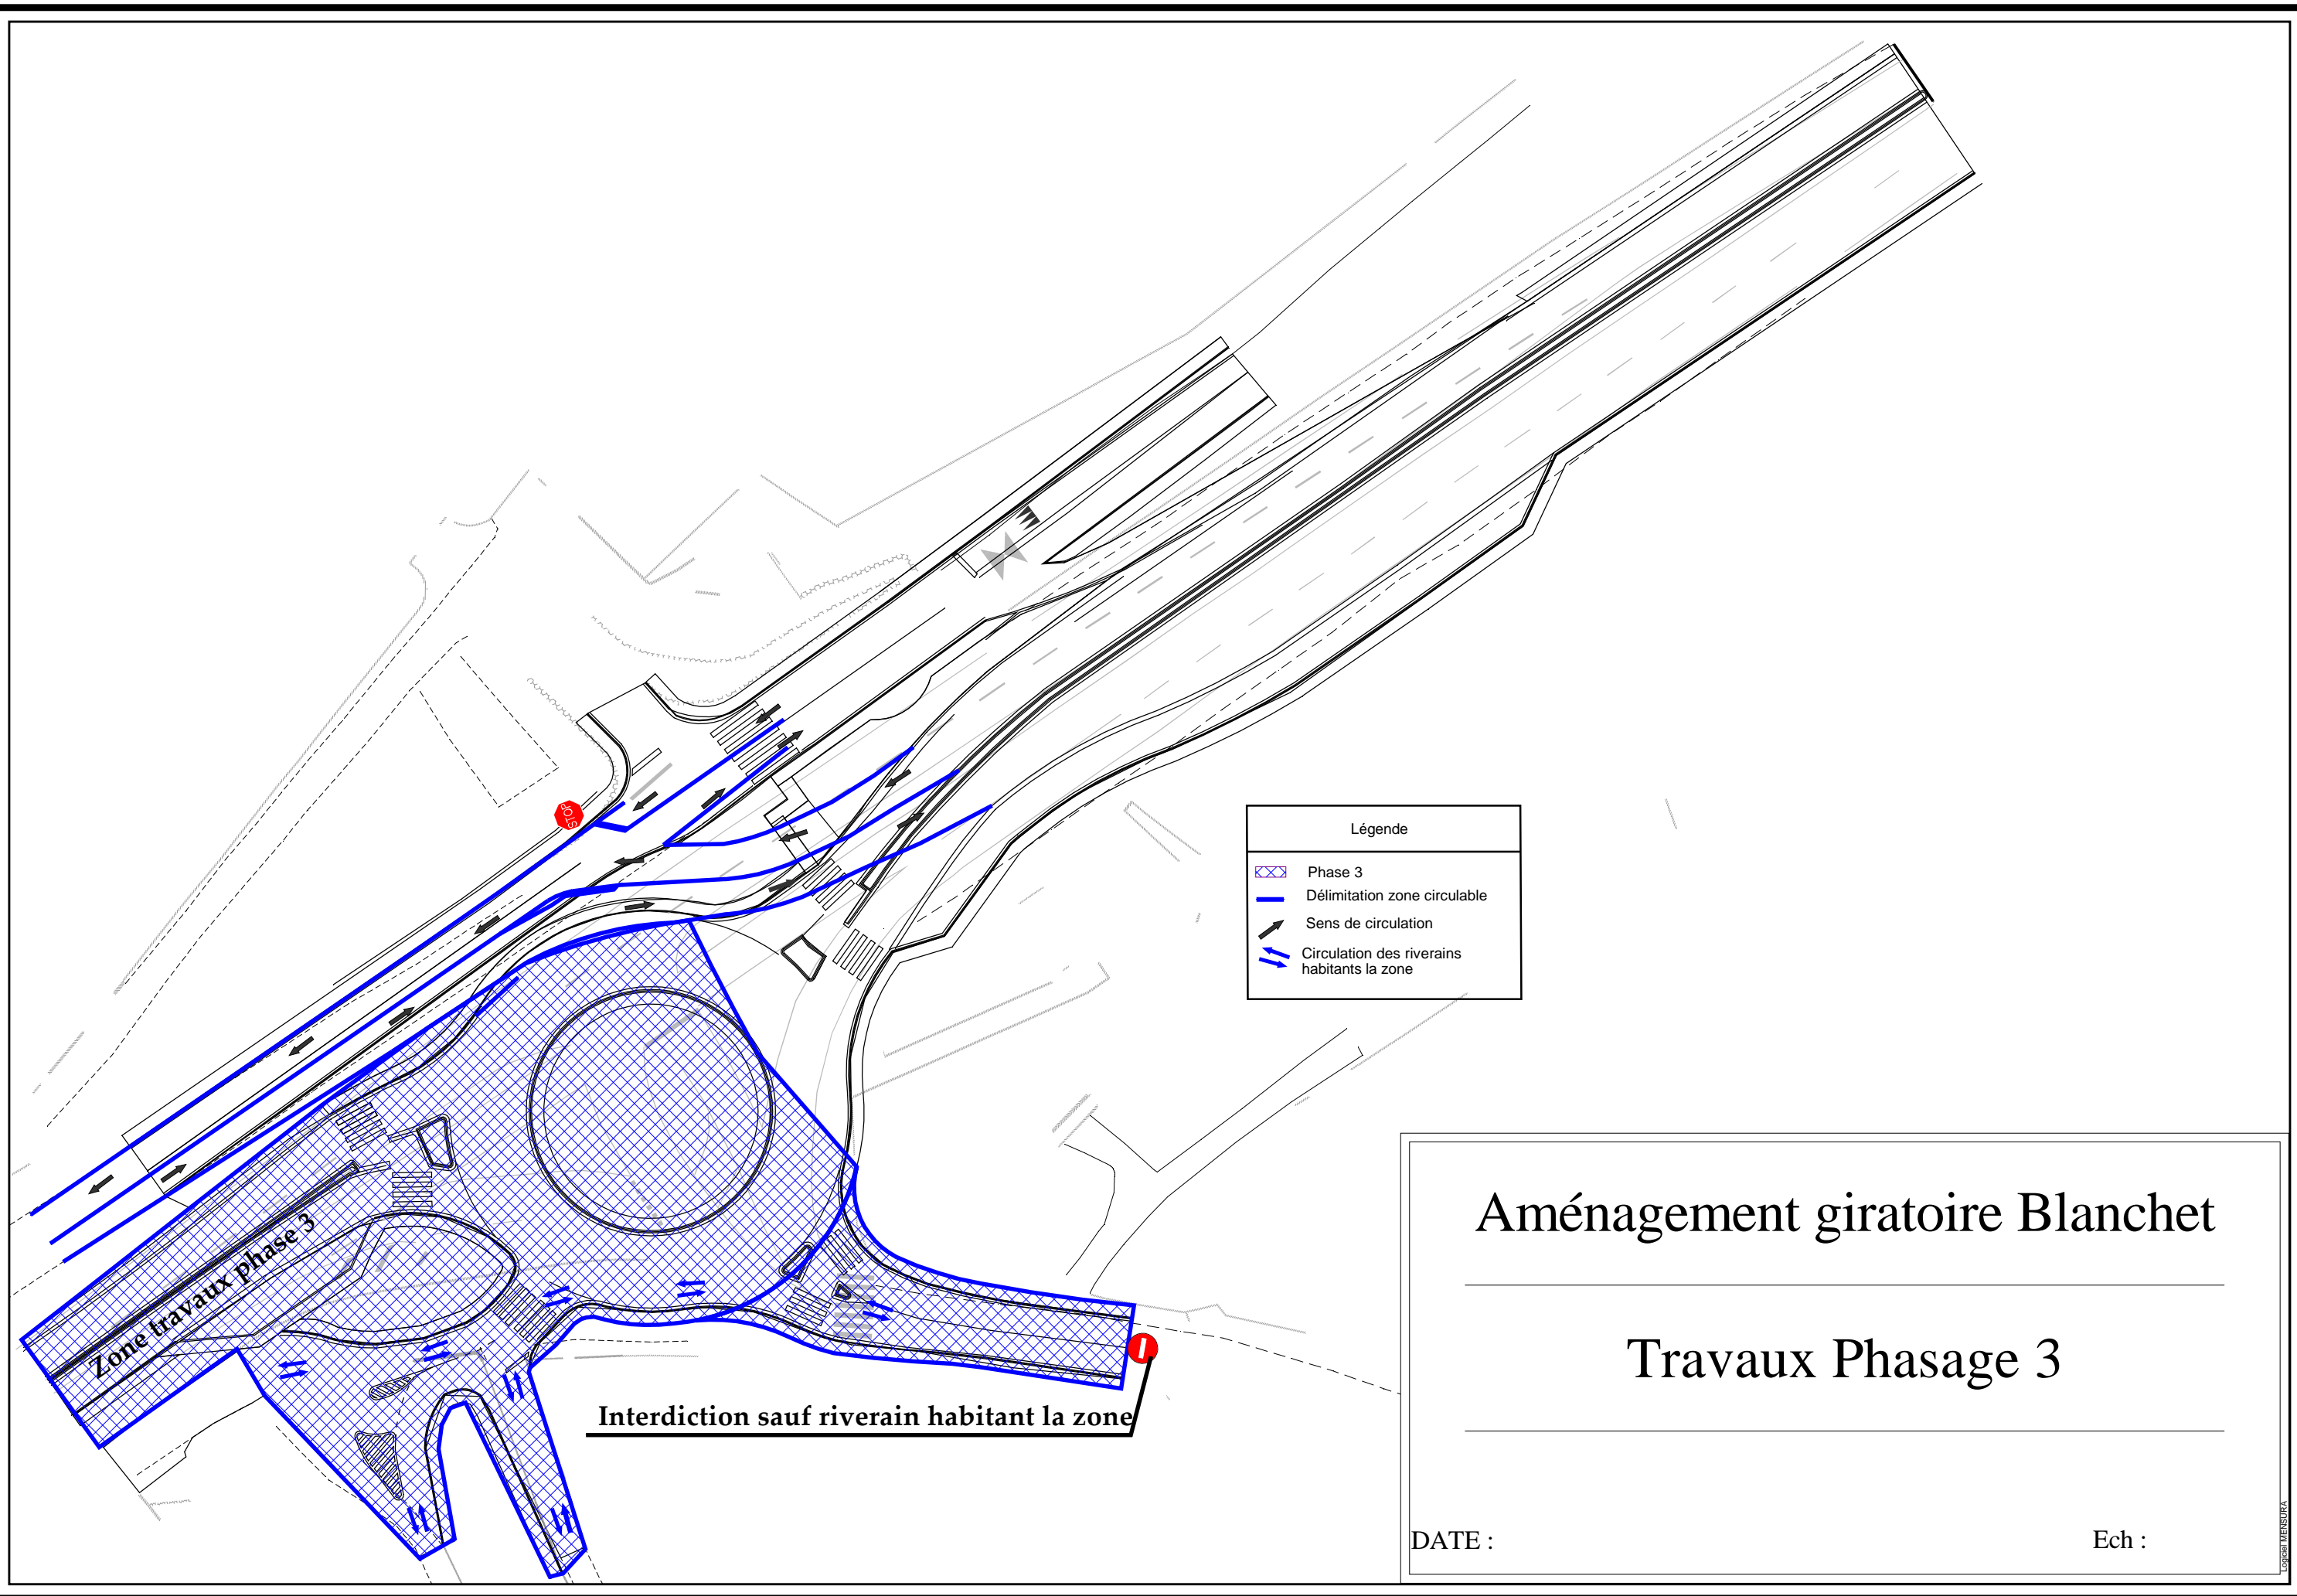 STOP
Légende
Phase 3
Délimitation zone circulable
Sens de circulation
Circulation des riverains
habitants la zone
Zone travaux phase 3
Interdiction sauf riverain habitant la zone
Aménagement giratoire Blanchet
Travaux Phasage 3
DATE :
Ech :
Logiciel MENSURA